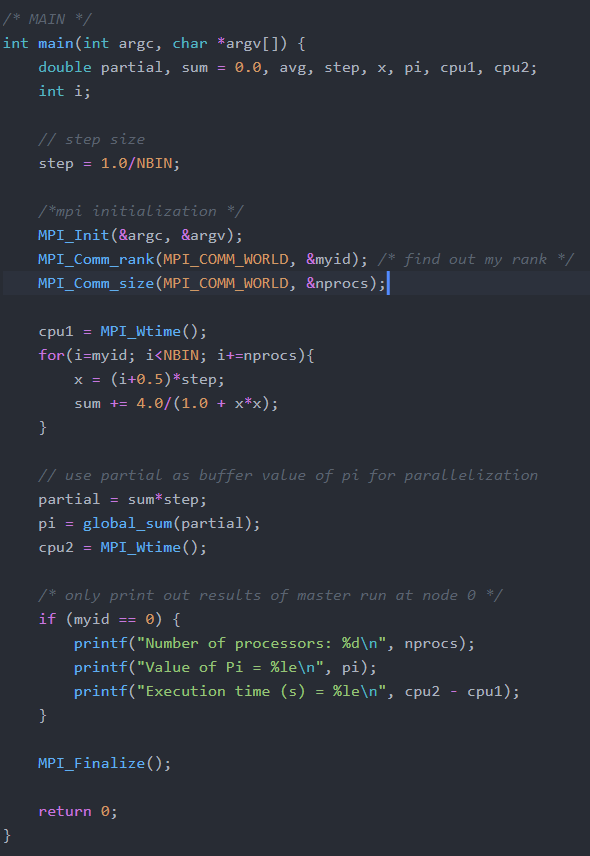 /* MAIN */
int main(int argc, char *argv[]) {
    double partial, sum = 0.0, avg, step, x, pi, cpu1, cpu2;
    int i;

    // step size
    step = 1.0/NBIN;

    /*mpi initialization */
    MPI_Init(&argc, &argv);
    MPI_Comm_rank(MPI_COMM_WORLD, &myid); /* find out my rank */
    MPI_Comm_size(MPI_COMM_WORLD, &nprocs);

    cpu1 = MPI_Wtime();
    for(i=myid; i<NBIN; i+=nprocs){
        x = (i+0.5)*step;
        sum += 4.0/(1.0 + x*x);
    }

    // use partial as buffer value of pi for parallelization
    partial = sum*step;
    pi = global_sum(partial);
    cpu2 = MPI_Wtime();

    /* only print out results of master run at node 0 */
    if (myid == 0) {
        printf("Number of processors: %d\n", nprocs);
        printf("Value of Pi = %le\n", pi);
        printf("Execution time (s) = %le\n", cpu2 - cpu1);
    }

    MPI_Finalize();

    return 0;
}